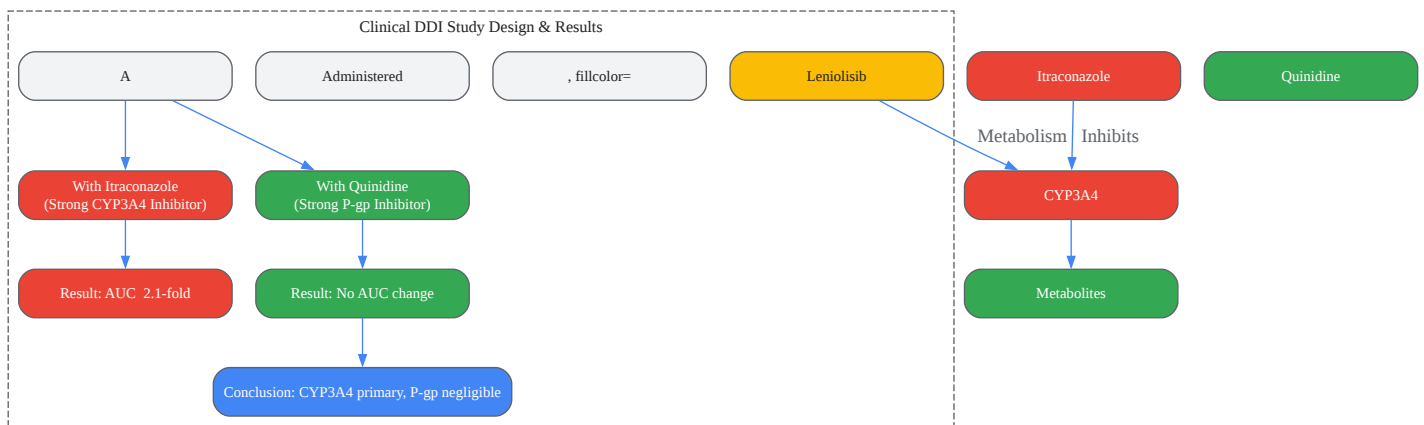 Clinical DDI Study Design & Results
A
Administered
, fillcolor=
Leniolisib
Itraconazole
Quinidine
Metabolism
Inhibits
With Itraconazole
(Strong CYP3A4 Inhibitor)
With Quinidine
(Strong P-gp Inhibitor)
CYP3A4
Result: AUC  2.1-fold
Result: No AUC change
Metabolites
Conclusion: CYP3A4 primary, P-gp negligible